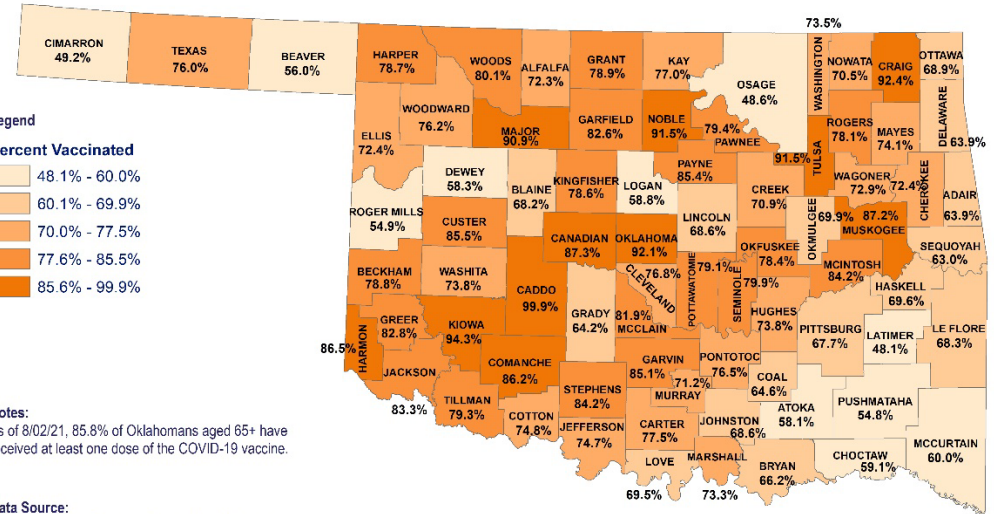 73.5%
CIMARRON
49.2%
TEXAS
76.0%
BEAVER
56.0%
HARPER
78.7%
WOODS
80.1%
ALFALFA
72.3%
GRANT
78.9%
KAY
77.0%
OSAGE
48.6%
WASHINGTON
NOWATA
70.5%
CRAIG
92.4%
OTTAWA
68.9%
DELAWARE
63.9%
egend
ercent Vaccinated
48.1% - 60.0%
60.1% - 69.9%
70.0% - 77.5%
77.6% - 85.5%
85.6% - 99.9%
ELLIS
72.4%
WOODWARD
76.2%
MAJOR
90.9%
GARFIELD
82.6%
NOBLE
91.5%
79.4%
PAWNEE
91.5%
TULSA
ROGERS
78.1%
MAYES
74.1%
DEWEY
58.3%
BLAINE
68.2%
KINGFISHER
78.6%
LOGAN
58.8%
PAYNE
85.4%
CREEK
70.9%
WAGONER
72.9%
72.4%
CHEROKEE
ADAIR
63.9%
ROGER MILLS
54.9%
CUSTER
85.5%
CANADIAN
87.3%
OKLAHOMA
92.1%
LINCOLN
68.6%
OKMULGEE
69.9%
87.2%
MUSKOGEE
SEQUOYAH
63.0%
BECKHAM
78.8%
WASHITA
73.8%
CADDO
99.9%
GRADY
64.2%
CLEVELAND
76.8%
POTTAWATOMIE
79.1%
SEMINOLE
79.9%
OKFUSKEE
78.4%
MCINTOSH
84.2%
HASKELL
69.6%
GREER
82.8%
KIOWA
94.3%
81.9%
MCCLAIN
HUGHES
73.8%
PITTSBURG
67.7%
LATIMER
48.1%
LE FLORE
68.3%
86.5%
HARMON
JACKSON
83.3%
COMANCHE
86.2%
GARVIN
85.1%
PONTOTOC
76.5%
COAL
64.6%
TILLMAN
79.3%
STEPHENS
84.2%
71.2%
MURRAY
ATOKA
58.1%
PUSHMATAHA
54.8%
COTTON
74.8%
JEFFERSON
74.7%
CARTER
77.5%
JOHNSTON
68.6%
MCCURTAIN
60.0%
LOVE
69.5%
MARSHALL
73.3%
BRYAN
66.2%
CHOCTAW
59.1%
otes:
s of 8/02/21, 85.8% of Oklahomans aged 65+ have
ceived at least one dose of the COVID-19 vaccine.
ata Source: